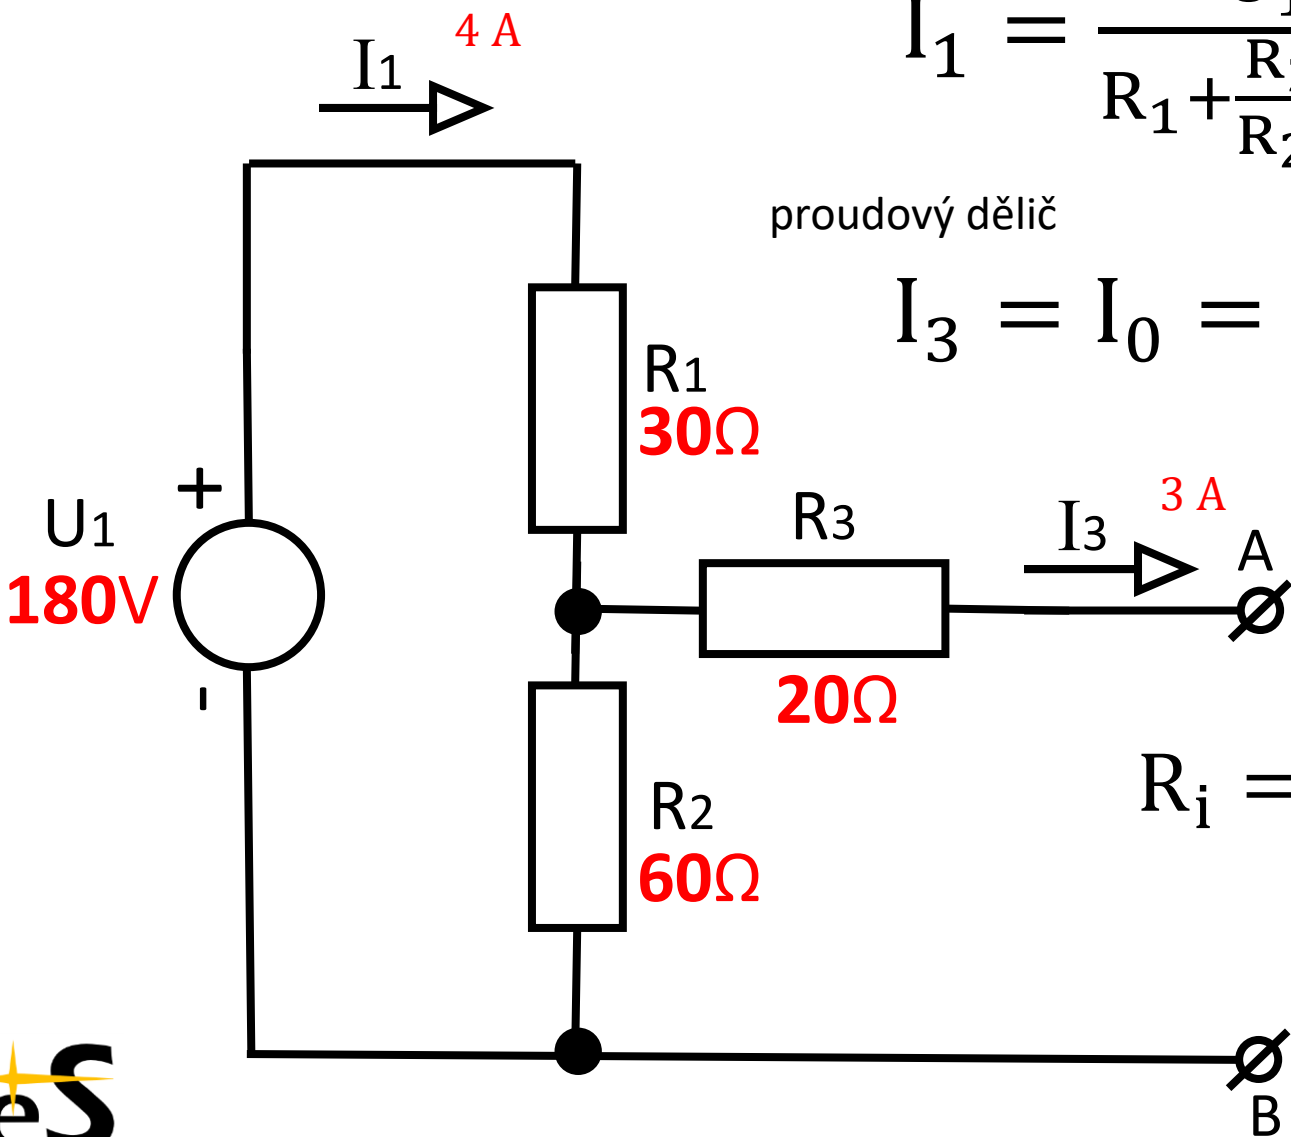 I₁ 4 A
I₁ =
R₁+
proudový dělič
I₃ = I₀ =
R₁
30Ω
+
U₁
180V
-
R₃
20Ω
I₃ 3 A
A
R₂
60Ω
Rᵢ =
B
eS